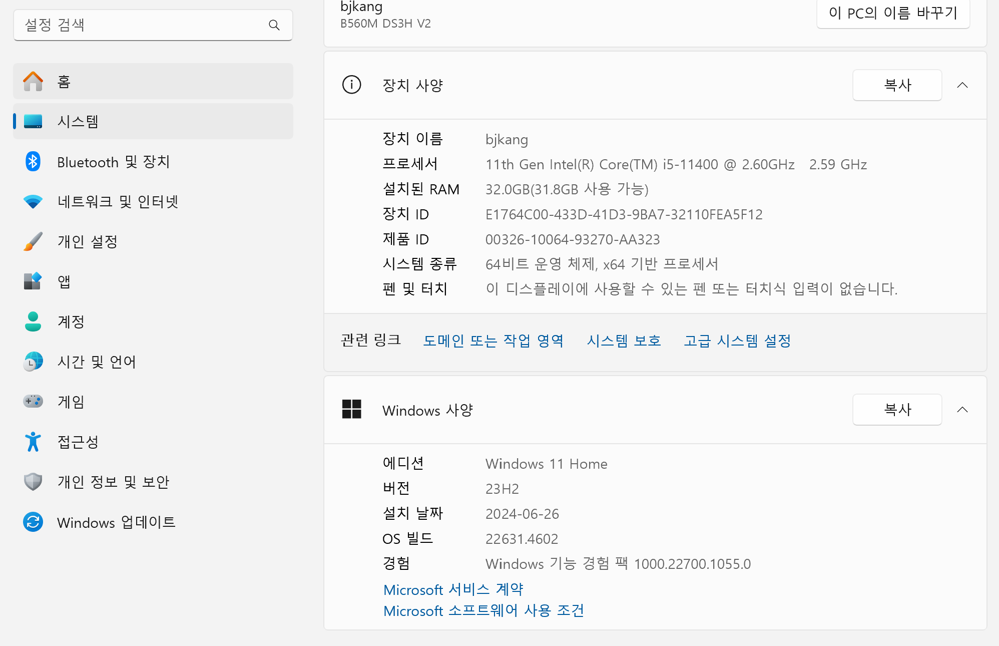 설정 검색
홈
시스템
Bluetooth 및 장치
네트워크 및 인터넷
개인 설정
앱
계정
시간 및 언어
게임
접근성
개인 정보 및 보안
Windows 업데이트
bjkang
B560M DS3H V2
이 PC의 이름 바꾸기
장치 사양
복사
장치 이름 bjkang
프로세서 11th Gen Intel(R) Core(TM) i5-11400 @ 2.60GHz 2.59 GHz
설치된 RAM 32.0GB(31.8GB 사용 가능)
장치 ID E1764C00-433D-41D3-9BA7-32110FEA5F12
제품 ID 00326-10064-93270-AA323
시스템 종류 64비트 운영 체제, x64 기반 프로세서
펜 및 터치 이 디스플레이에 사용할 수 있는 펜 또는 터치식 입력이 없습니다.
관련 링크 도메인 또는 작업 영역 시스템 보호 고급 시스템 설정
Windows 사양
복사
에디션 Windows 11 Home
버전 23H2
설치 날짜 2024-06-26
OS 빌드 22631.4602
경험 Windows 기능 경험 팩 1000.22700.1055.0
Microsoft 서비스 계약
Microsoft 소프트웨어 사용 조건